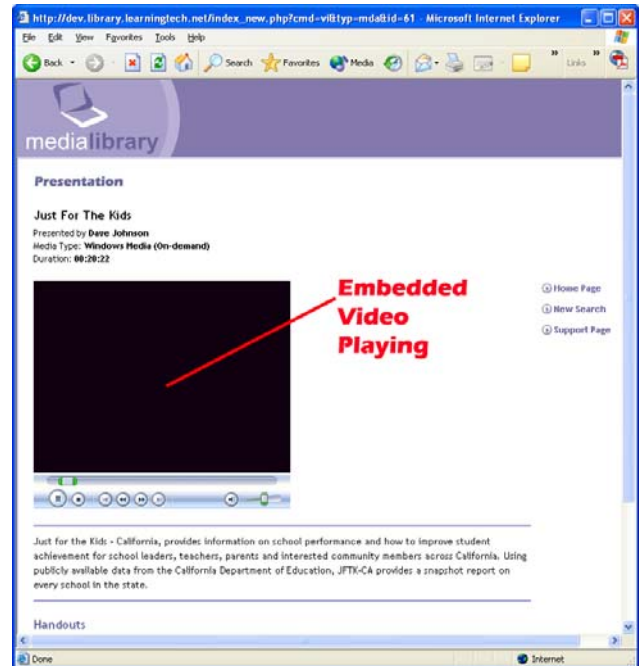 http://dev.library.learningtech.net/index_new.php?cmd=vi&typ=mda&id=61 - Microsoft Internet Explorer
File Edit View Favorites Tools Help
Back Search Favorites Media Links
medialibrary
Presentation
Just For The Kids
Presented by Dave Johnson
Media Type: Windows Media (On-demand)
Duration: 00:20:22
Embedded
Video
Playing
Home Page
New Search
Support Page
Just for the Kids - California, provides information on school performance and how to improve student
achievement for school leaders, teachers, parents and interested community members across California. Using
publicly available data from the California Department of Education, JFTK-CA provides a snapshot report on
every school in the state.
Handouts
Done Internet